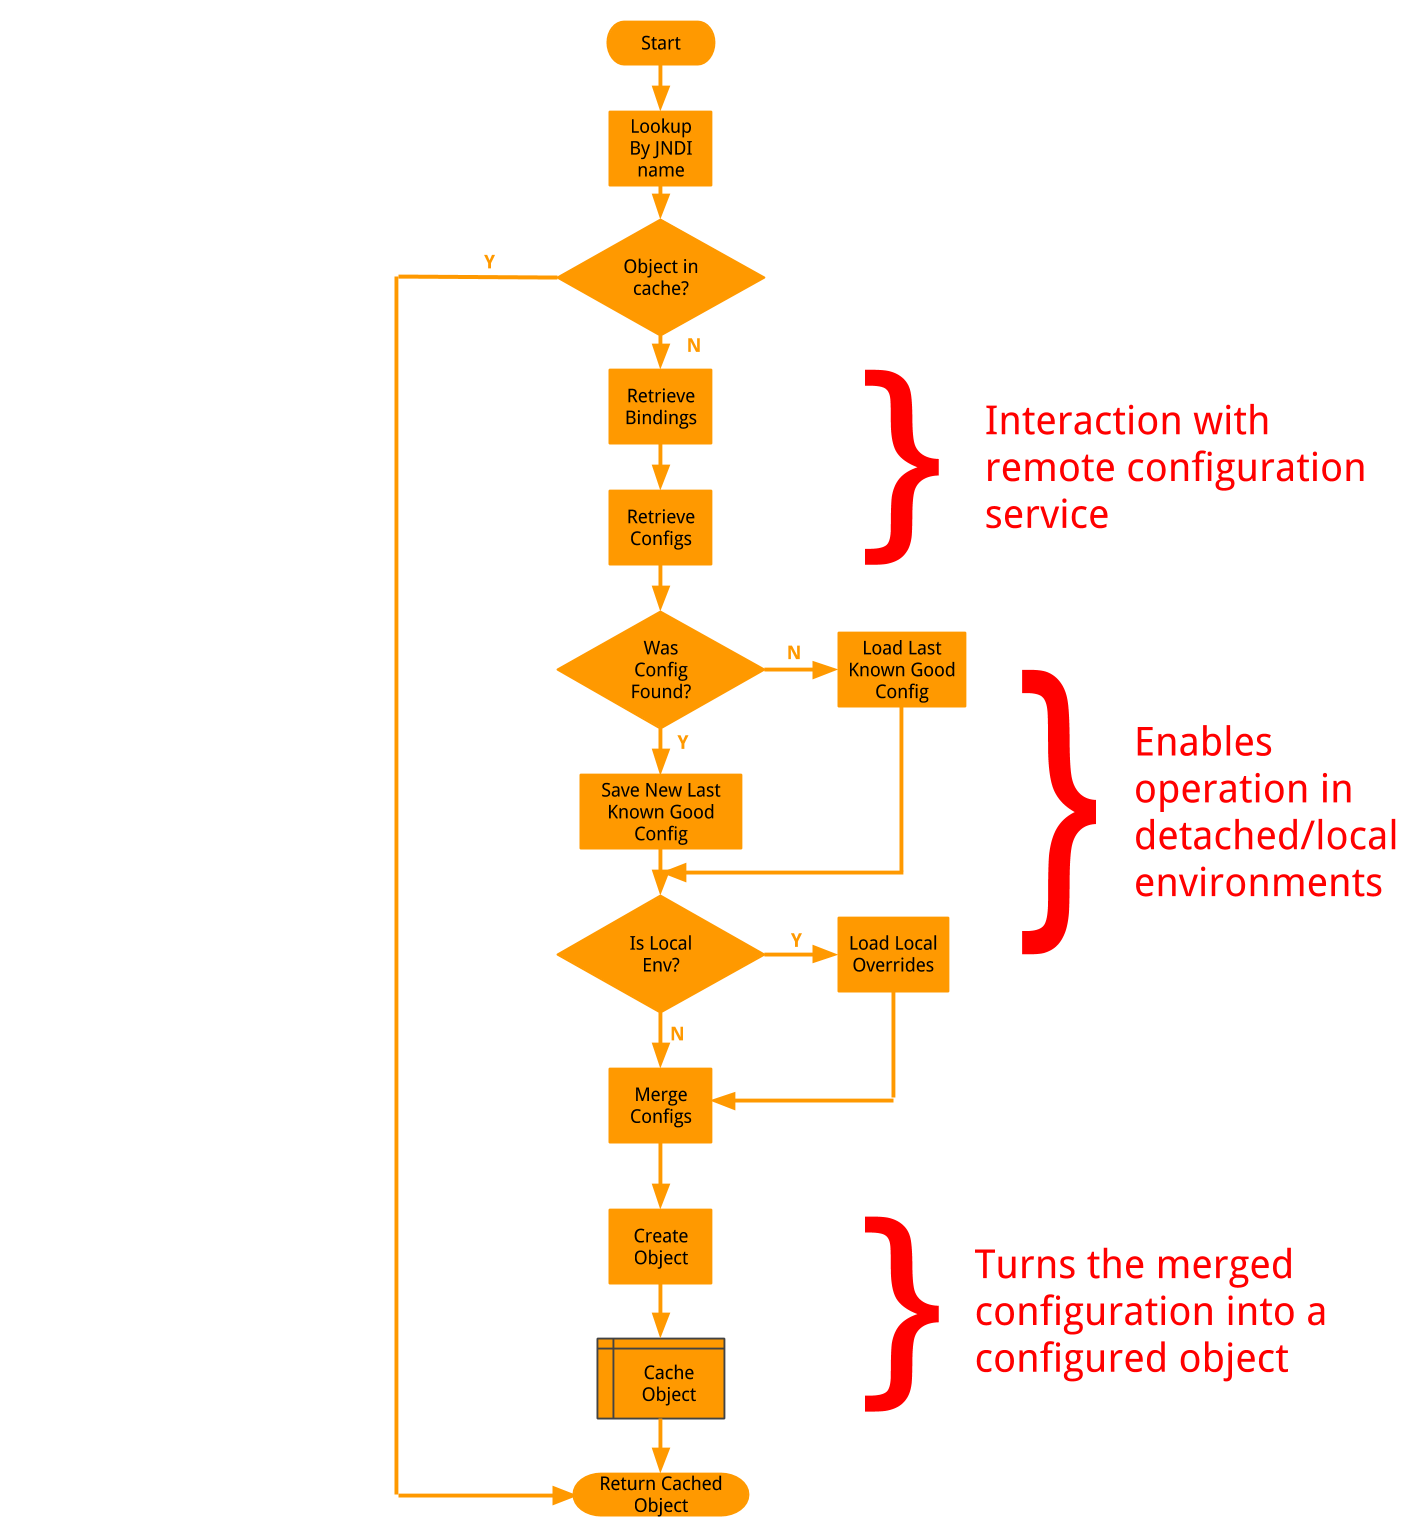 Start
Lookup
By JNDI
name
Object in
cache?
Y
N
Retrieve
Bindings
Retrieve
Configs
Interaction with
remote configuration
service
Was
Config
Found?
N
Load Last
Known Good
Config
Y
Save New Last
Known Good
Config
Enables
operation in
detached/local
environments
Is Local
Env?
Y
Load Local
Overrides
N
Merge
Configs
Create
Object
Cache
Object
Turns the merged
configuration into a
configured object
Return Cached
Object